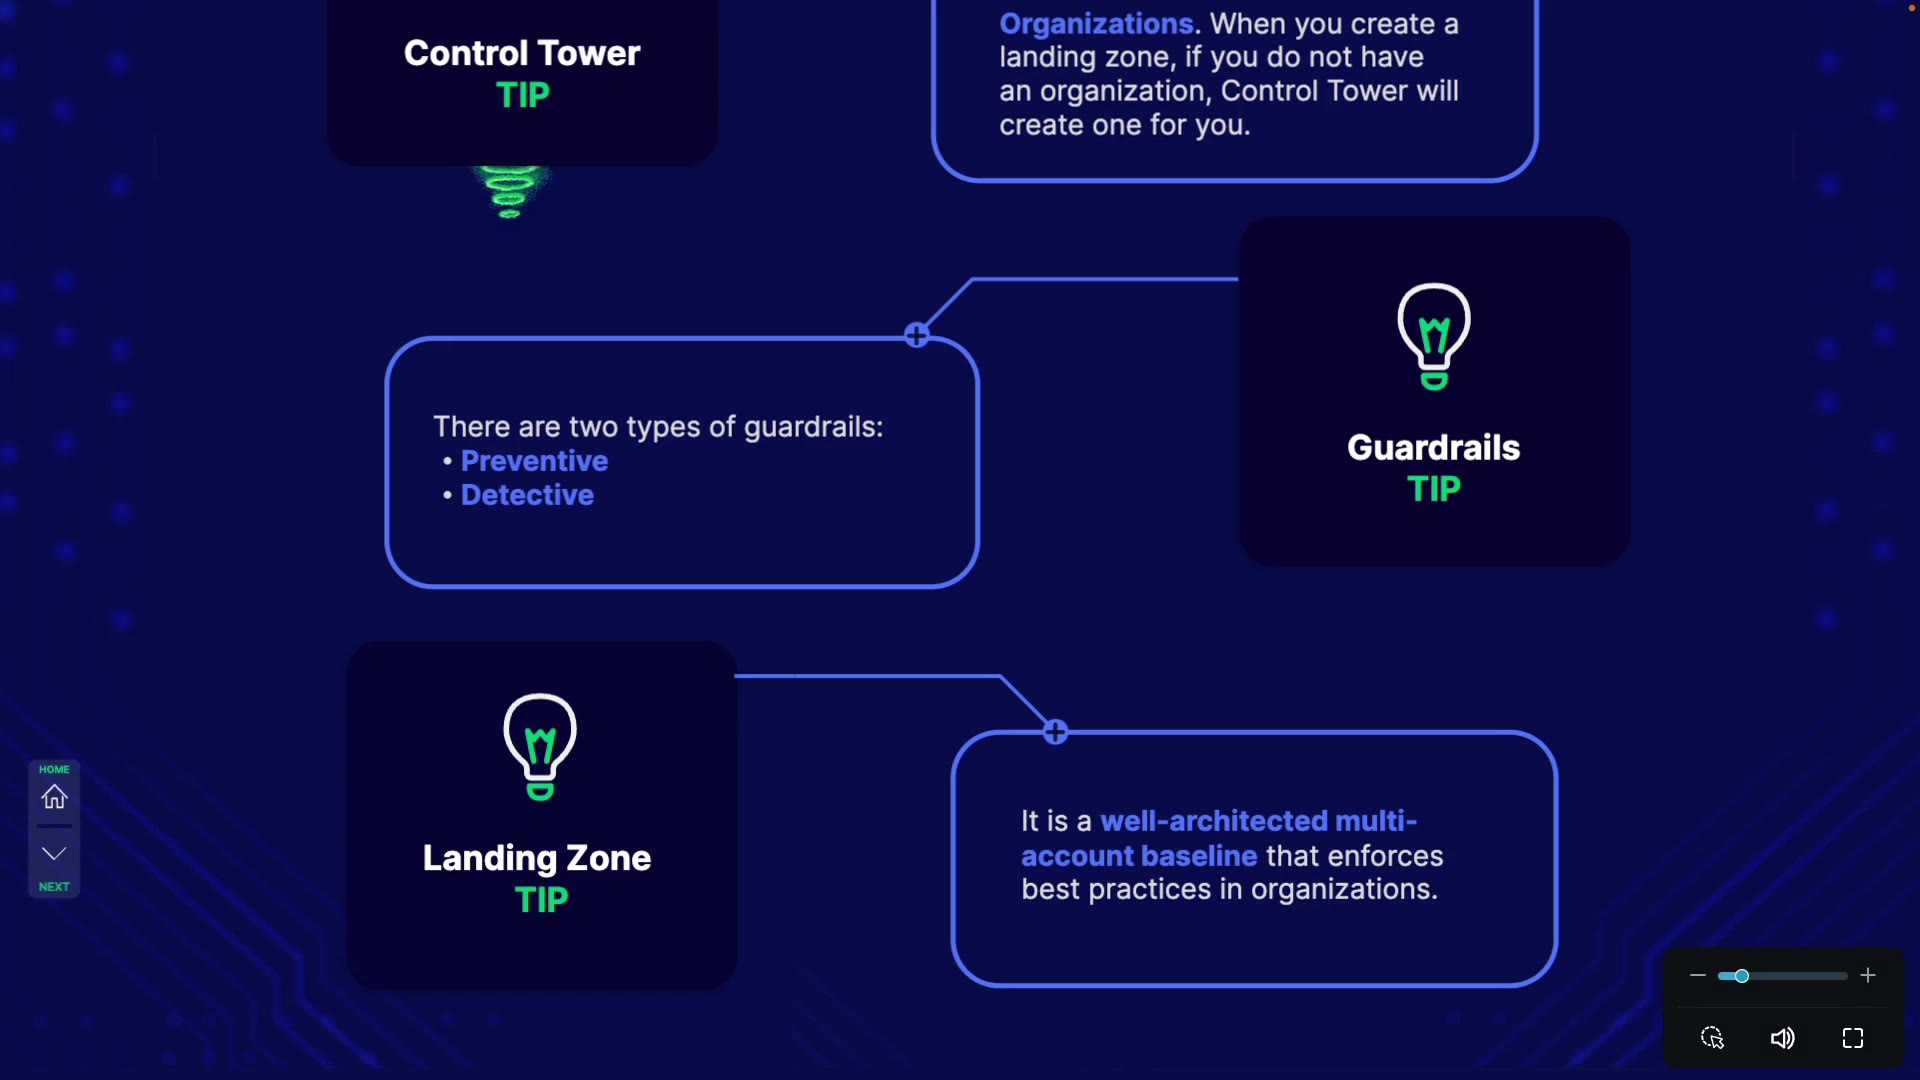 Control Tower
TIP
Organizations. When you create a
landing zone, if you do not have
an organization, Control Tower will
create one for you.
There are two types of guardrails:
• Preventive
• Detective
Guardrails
TIP
Landing Zone
TIP
It is a well-architected multi-
account baseline that enforces
best practices in organizations.
HOME
NEXT